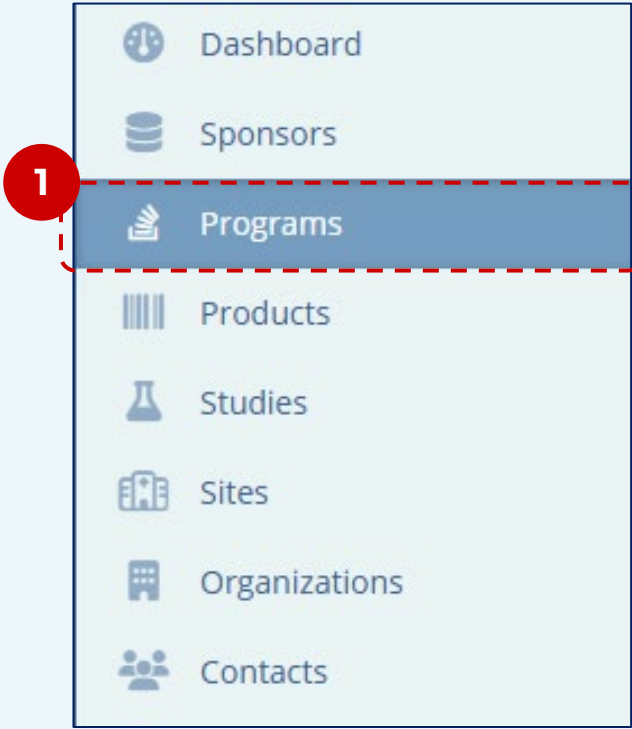 Dashboard
Sponsors
1
Programs
Products
Studies
Sites
Organizations
Contacts